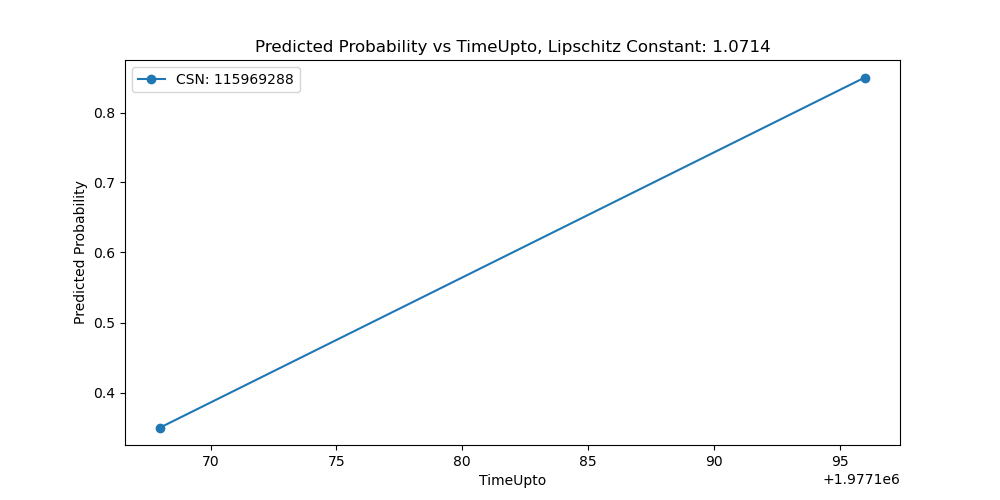 Predicted Probability vs TimeUpto, Lipschitz Constant: 1.0714
CSN: 115969288
Predicted Probability
0.8
0.7
0.6
0.5
0.4
70 75 80 85 90 95
TimeUpto
+1.9771e6